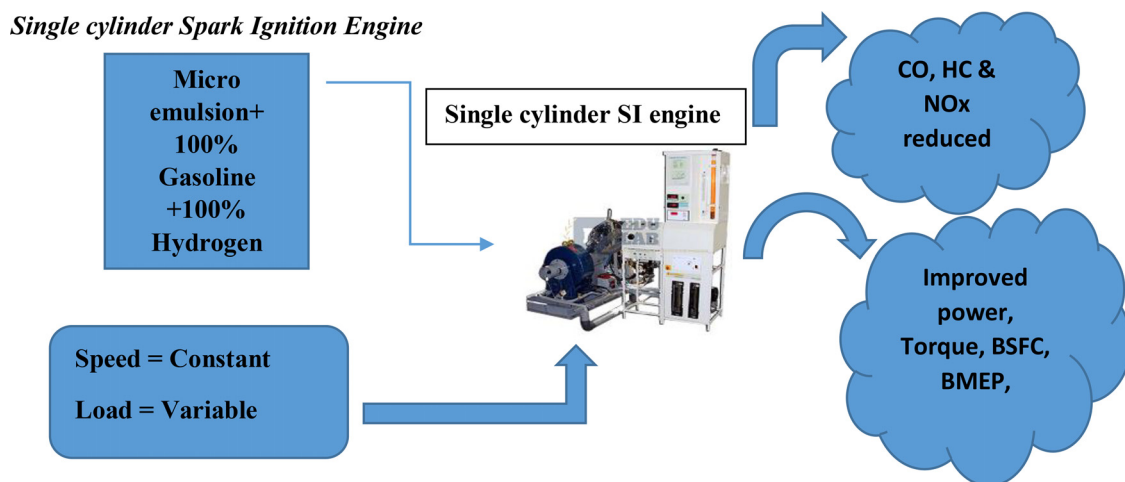 Single cylinder Spark Ignition Engine
Micro
emulsion+
100%
Gasoline
+100%
Hydrogen
Single cylinder SI engine
CO, HC &
NOx
reduced
Improved
power,
Torque, BSFC,
BMEP,
Speed = Constant
Load = Variable